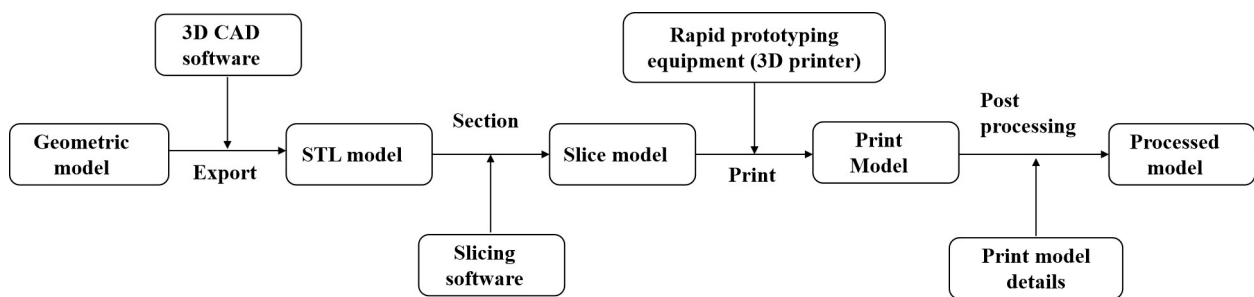 3D CAD
software
Rapid prototyping
equipment (3D printer)
Geometric
model
Export
STL model
Section
Slice model
Print
Print
Model
Post
processing
Processed
model
Slicing
software
Print model
details